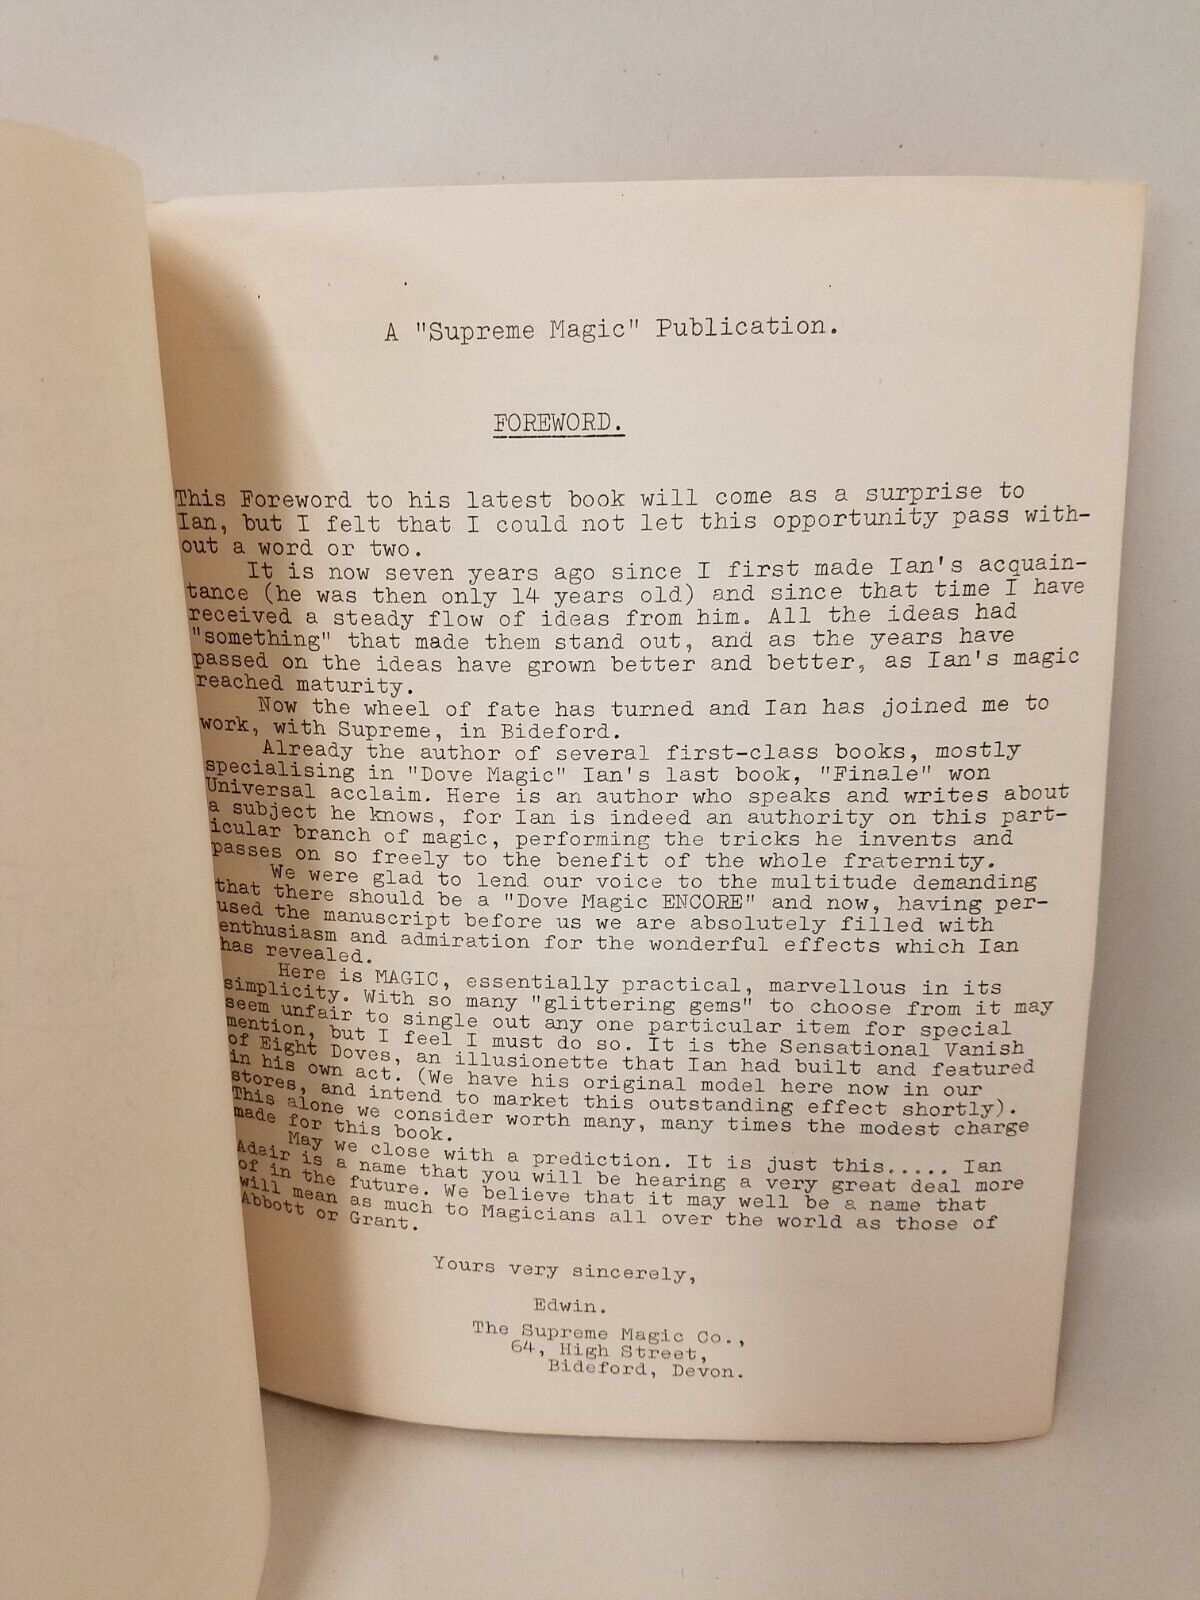 A "Supreme Magic" Publication.
FOREWORD.
This Foreword to his latest book will come as a surprise to
Ian, but I felt that I could not let this opportunity pass with-
out a word or two.
It is now seven years ago since I first made Ian's acquain-
tance (he was then only 14 years old) and since that time I have
received a steady flow of ideas from him. All the ideas had
"something" that made them stand out, and as the years have
passed on the ideas have grown better and better, as Ian's magic
reached maturity.
Now the wheel of fate has turned and Ian has joined me to
work, with Supreme, in Bideford.
Already the author of several first-class books, mostly
specialising in "Dove Magic" Ian's last book, "Finale" won
Universal acclaim. Here is an author who speaks and writes about
a subject he knows, for Ian is indeed an authority on this part-
icular branch of magic, performing the tricks he invents and
passes on so freely to the benefit of the whole fraternity.
We were glad to lend our voice to the multitude demanding
that there should be a "Dove Magic ENCORE" and now, having per-
used the manuscript before us we are absolutely filled with
enthusiasm and admiration for the wonderful effects which Ian
has revealed.
Here is MAGIC, essentially practical, marvellous in its
simplicity. With so many "glittering gems" to choose from it may
seem unfair to single out any one particular item for special
mention, but I feel I must do so. It is the Sensational Vanish
of Eight Doves, an illusionette that Ian had built and featured
in his own act. (We have his original model here now in our
stores, and intend to market this outstanding effect shortly).
This alone we consider worth many, many times the modest charge
made for this book.
May we close with a prediction. It is just this..... Ian
Adair is a name that you will be hearing a very great deal more
of in the future. We believe that it may well be a name that
will mean as much to Magicians all over the world as those of
Abbott or Grant.
Yours very sincerely,
Edwin.
The Supreme Magic Co.,
64, High Street,
Bideford, Devon.